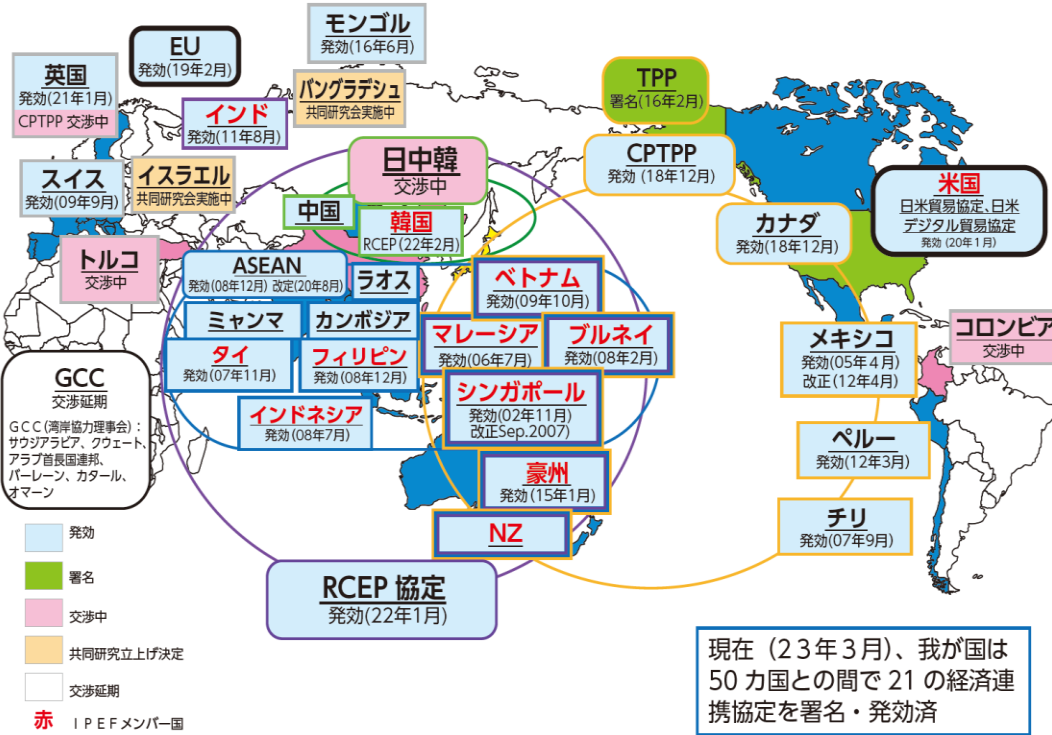 モンゴル
発効(16年6月)
EU
発効(19年2月)
英国
発効(21年1月)
CPTPP 交渉中
バングラデシュ
共同研究会実施中
インド
発効(11年8月)
TPP
署名(16年2月)
日中韓
交渉中
CPTPP
発効 (18年12月)
スイス
発効(09年9月)
イスラエル
共同研究会実施中
中国
韓国
RCEP(22年2月)
カナダ
発効(18年12月)
米国
日米貿易協定、日米
デジタル貿易協定
発効 (20年1月)
トルコ
交渉中
ASEAN
発効(08年12月) 改定(20年8月)
ラオス
ミャンマ
カンボジア
タイ
発効(07年11月)
フィリピン
発効(08年12月)
インドネシア
発効(08年7月)
ベトナム
発効(09年10月)
マレーシア
発効(06年7月)
ブルネイ
発効(08年2月)
シンガポール
発効(02年11月)
改正Sep.2007)
豪州
発効(15年1月)
NZ
メキシコ
発効(05年4月)
改正(12年4月)
コロンビア
交渉中
ペルー
発効(12年3月)
チリ
発効(07年9月)
GCC
交渉延期
GCC(湾岸協力理事会)：
サウジアラビア、クウェート、
アラブ首長国連邦、
バーレーン、カタール、
オマーン
RCEP 協定
発効(22年1月)
発効
署名
交渉中
共同研究立上げ決定
交渉延期
赤 IPEFメンバー国
現在（23年3月）、我が国は
50 カ国との間で 21 の経済連
携協定を署名・発効済